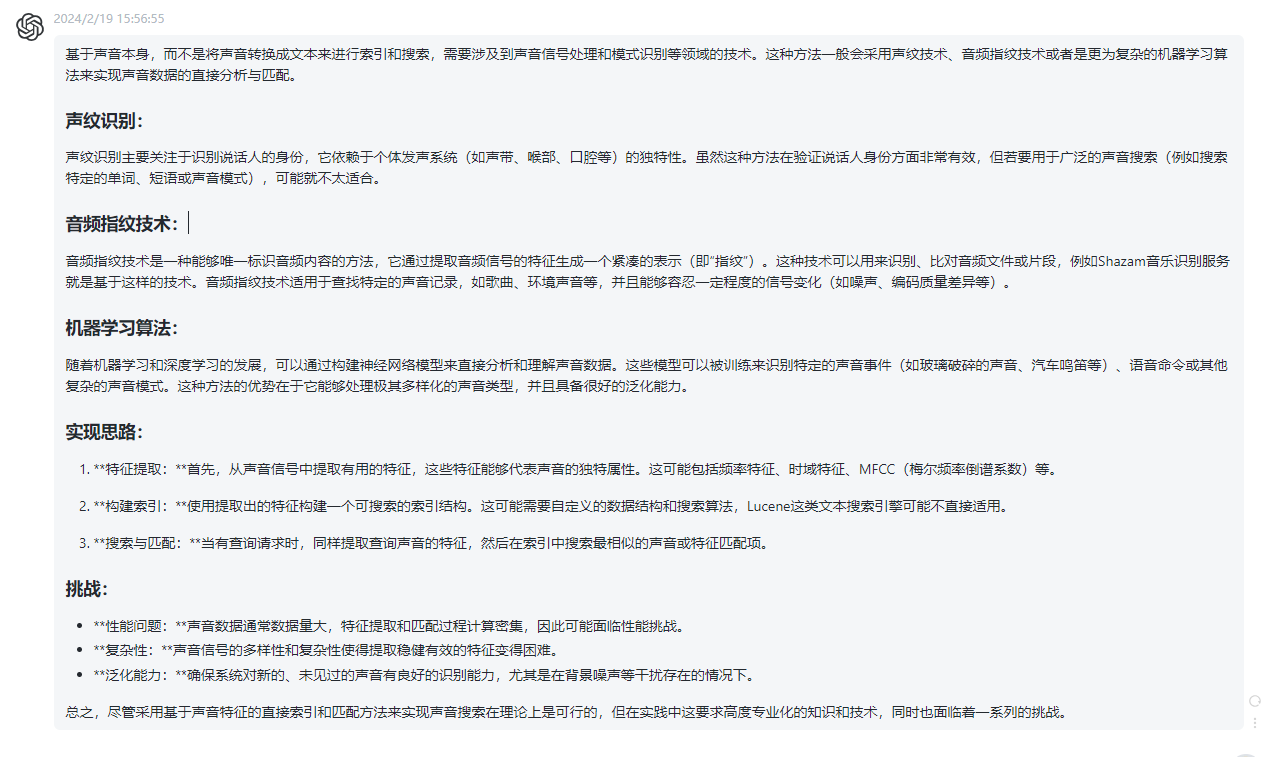 2024/2/19 15:56:55
基于声音本身，而不是将声音转换成文本来进行索引和搜索，需要涉及到声音信号处理和模式识别等领域的技术。这种方法一般会采用声纹技术、音频指纹技术或者是更为复杂的机器学习算
法来实现声音数据的直接分析与匹配。
声纹识别：
声纹识别主要关注于识别说话人的身份，它依赖于个体发声系统（如声带、喉部、口腔等）的独特性。虽然这种方法在验证说话人身份方面非常有效，但若要用于广泛的声音搜索（例如搜索
特定的单词、短语或声音模式），可能就不太适合。
音频指纹技术：
音频指纹技术是一种能够唯一标识音频内容的方法，它通过提取音频信号的特征生成一个紧凑的表示（即“指纹”）。这种技术可以用来识别、比对音频文件或片段，例如Shazam音乐识别服务
就是基于这样的技术。音频指纹技术适用于查找特定的声音记录，如歌曲、环境声音等，并且能够容忍一定程度的信号变化（如噪声、编码质量差异等）。
机器学习算法：
随着机器学习和深度学习的发展，可以通过构建神经网络模型来直接分析和理解声音数据。这些模型可以被训练来识别特定的声音事件（如玻璃破碎的声音、汽车鸣笛等）、语音命令或其他
复杂的声音模式。这种方法的优势在于它能够处理极其多样化的声音类型，并且具备很好的泛化能力。
实现思路：
1. **特征提取：**首先，从声音信号中提取有用的特征，这些特征能够代表声音的独特属性。这可能包括频率特征、时域特征、MFCC（梅尔频率倒谱系数）等。
2. **构建索引：**使用提取出的特征构建一个可搜索的索引结构。这可能需要自定义的数据结构和搜索算法，Lucene这类文本搜索引擎可能不直接适用。
3. **搜索与匹配：**当有查询请求时，同样提取查询声音的特征，然后在索引中搜索最相似的声音或特征匹配项。
挑战：
• **性能问题：**声音数据通常数据量大，特征提取和匹配过程计算密集，因此可能面临性能挑战。
• **复杂性：**声音信号的多样性和复杂性使得提取稳健有效的特征变得困难。
• **泛化能力：**确保系统对新的、未见过的声音有良好的识别能力，尤其是在背景噪声等干扰存在的情况下。
总之，尽管采用基于声音特征的直接索引和匹配方法来实现声音搜索在理论上是可行的，但在实践中这要求高度专业化的知识和技术，同时也面临着一系列的挑战。